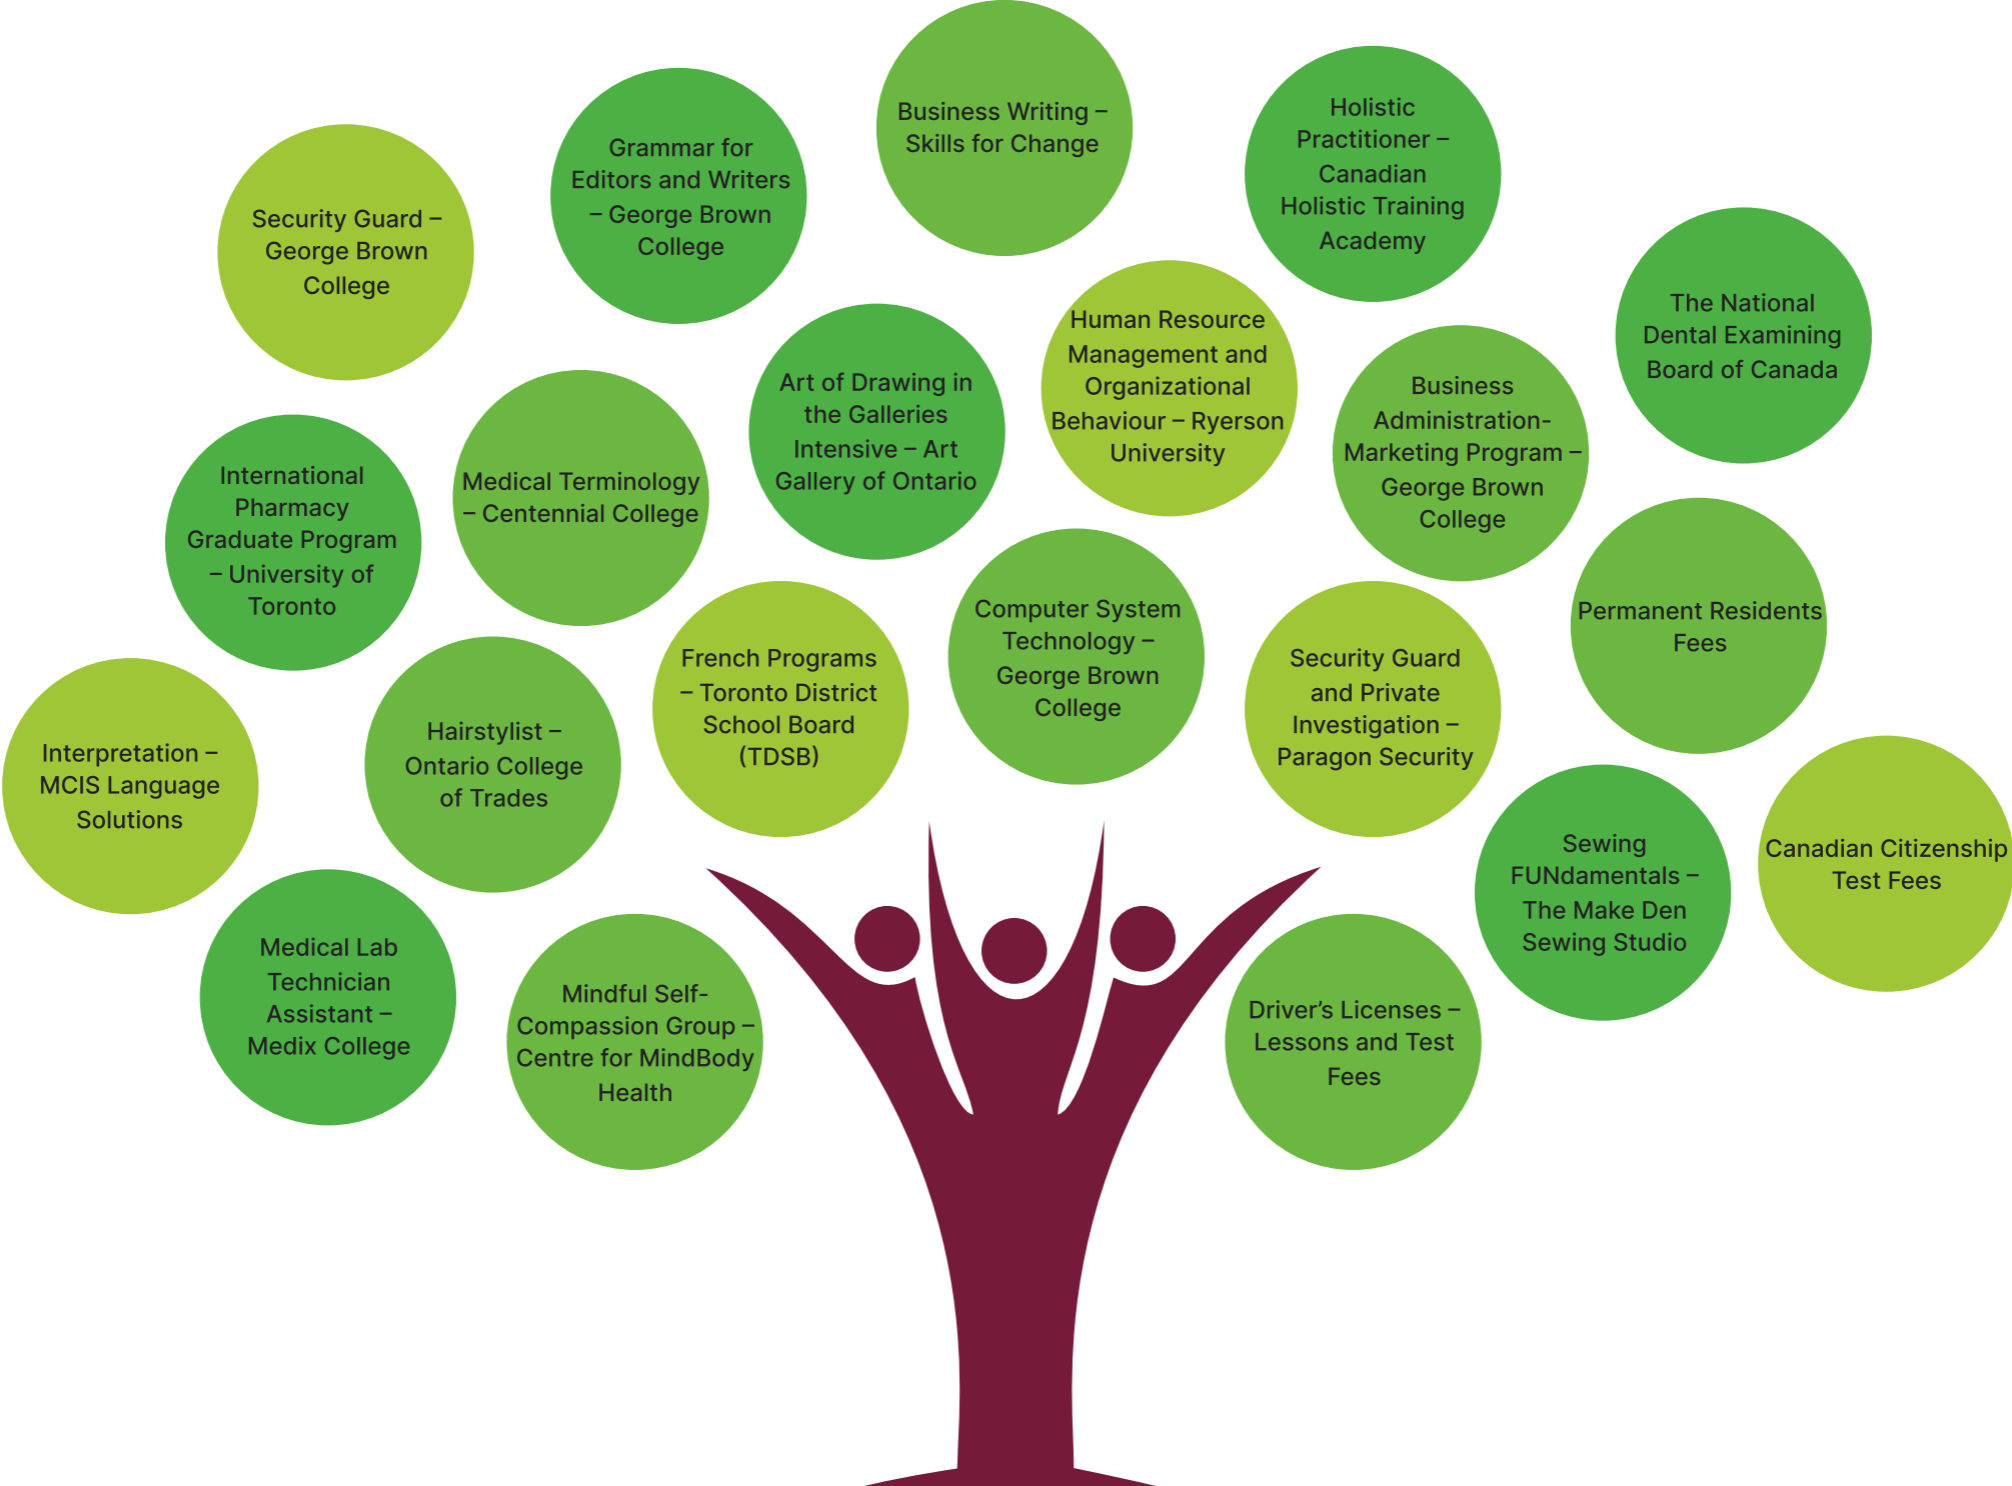 Business Writing –
Skills for Change
Holistic
Practitioner –
Canadian
Holistic Training
Academy
Grammar for
Editors and Writers
– George Brown
College
Security Guard –
George Brown
College
The National
Dental Examining
Board of Canada
Human Resource
Management and
Organizational
Behaviour – Ryerson
University
Art of Drawing in
the Galleries
Intensive – Art
Gallery of Ontario
Business
Administration-
Marketing Program –
George Brown
College
International
Pharmacy
Graduate Program
– University of
Toronto
Medical Terminology
– Centennial College
Computer System
Technology –
George Brown
College
Permanent Residents
Fees
French Programs
– Toronto District
School Board
(TDSB)
Security Guard
and Private
Investigation –
Paragon Security
Interpretation –
MCIS Language
Solutions
Hairstylist –
Ontario College
of Trades
Sewing
FUNdamentals –
The Make Den
Sewing Studio
Canadian Citizenship
Test Fees
Medical Lab
Technician
Assistant –
Medix College
Mindful Self-
Compassion Group –
Centre for MindBody
Health
Driver’s Licenses –
Lessons and Test
Fees